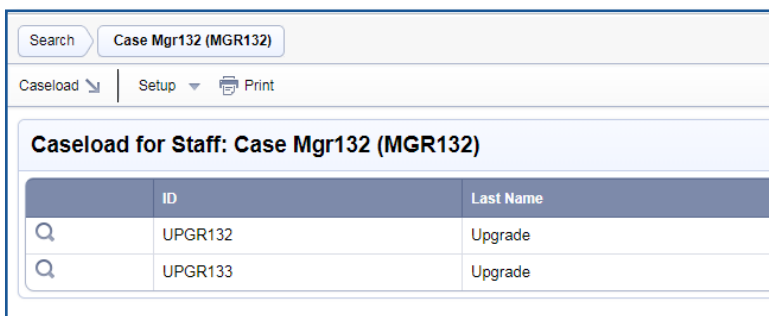 Search Case Mgr132 (MGR132)
Caseload Setup Print
Caseload for Staff: Case Mgr132 (MGR132)
ID Last Name
UPGR132 Upgrade
UPGR133 Upgrade